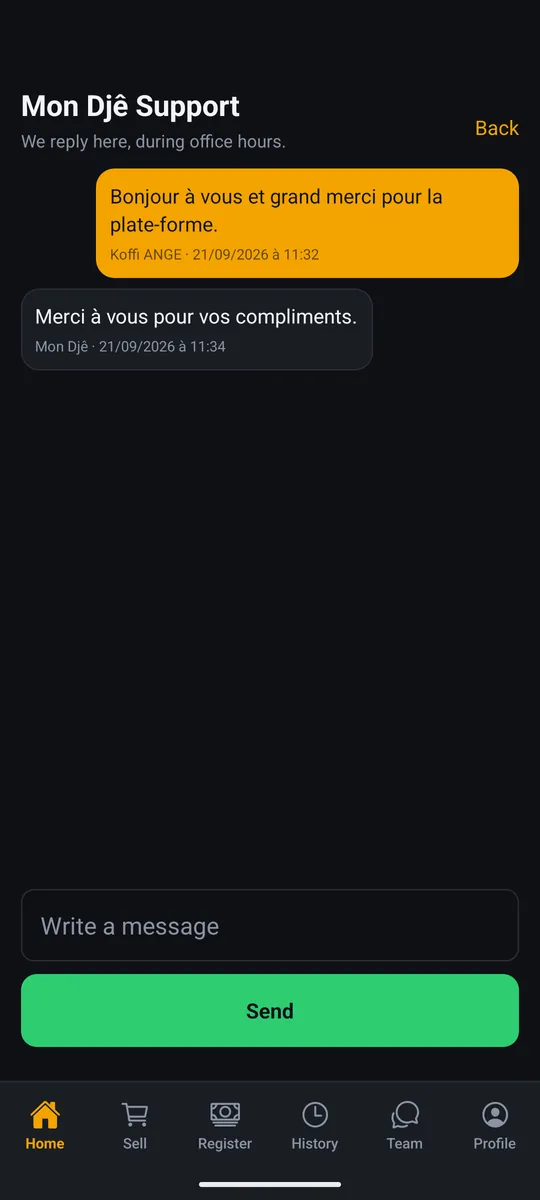 Mon Djê Support
Back
We reply here, during office hours.
Bonjour à vous et grand merci pour la
plate-forme.
Koffi ANGE · 21/09/2026 à 11:32
Merci à vous pour vos compliments.
Mon Djê · 21/09/2026 à 11:34
Write a message
Send
Home
Sell
Register
History
Team
Profile